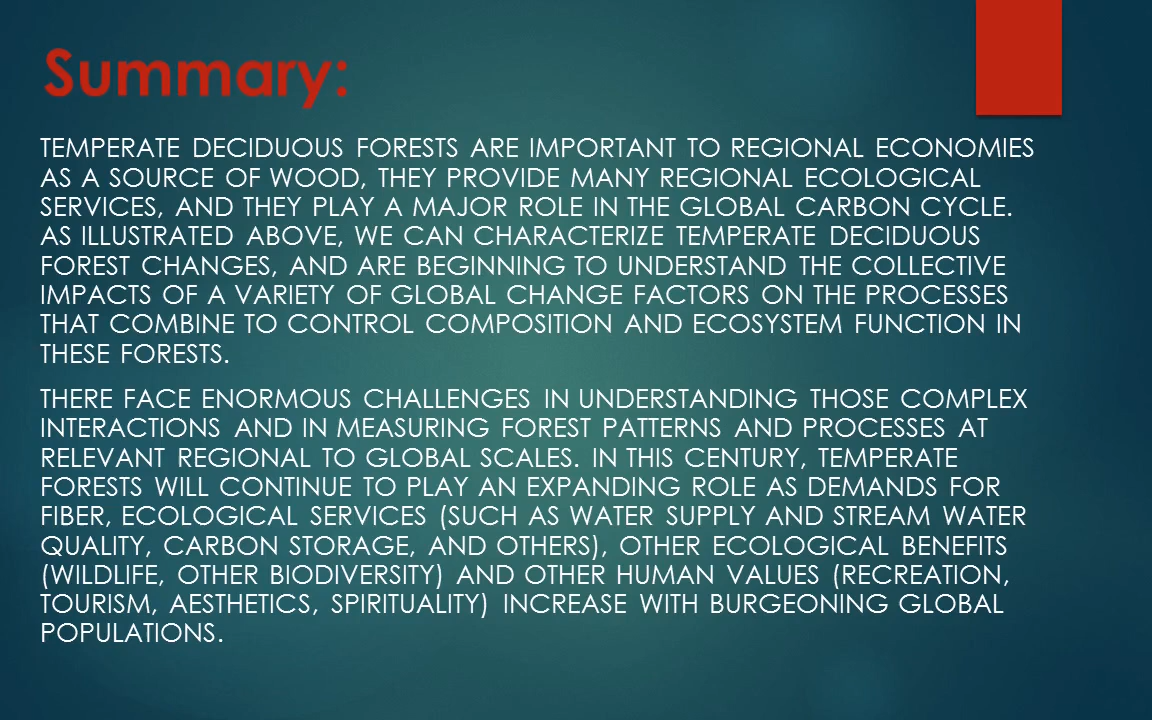 Summary:
TEMPERATE DECIDUOUS FORESTS ARE IMPORTANT TO REGIONAL ECONOMIES
AS A SOURCE OF WOOD, THEY PROVIDE MANY REGIONAL ECOLOGICAL
SERVICES, AND THEY PLAY A MAJOR ROLE IN THE GLOBAL CARBON CYCLE.
AS ILLUSTRATED ABOVE, WE CAN CHARACTERIZE TEMPERATE DECIDUOUS
FOREST CHANGES, AND ARE BEGINNING TO UNDERSTAND THE COLLECTIVE
IMPACTS OF A VARIETY OF GLOBAL CHANGE FACTORS ON THE PROCESSES
THAT COMBINE TO CONTROL COMPOSITION AND ECOSYSTEM FUNCTION IN
THESE FORESTS.
THERE FACE ENORMOUS CHALLENGES IN UNDERSTANDING THOSE COMPLEX
INTERACTIONS AND IN MEASURING FOREST PATTERNS AND PROCESSES AT
RELEVANT REGIONAL TO GLOBAL SCALES. IN THIS CENTURY, TEMPERATE
FORESTS WILL CONTINUE TO PLAY AN EXPANDING ROLE AS DEMANDS FOR
FIBER, ECOLOGICAL SERVICES (SUCH AS WATER SUPPLY AND STREAM WATER
QUALITY, CARBON STORAGE, AND OTHERS), OTHER ECOLOGICAL BENEFITS
(WILDLIFE, OTHER BIODIVERSITY) AND OTHER HUMAN VALUES (RECREATION,
TOURISM, AESTHETICS, SPIRITUALITY) INCREASE WITH BURGEONING GLOBAL
POPULATIONS.